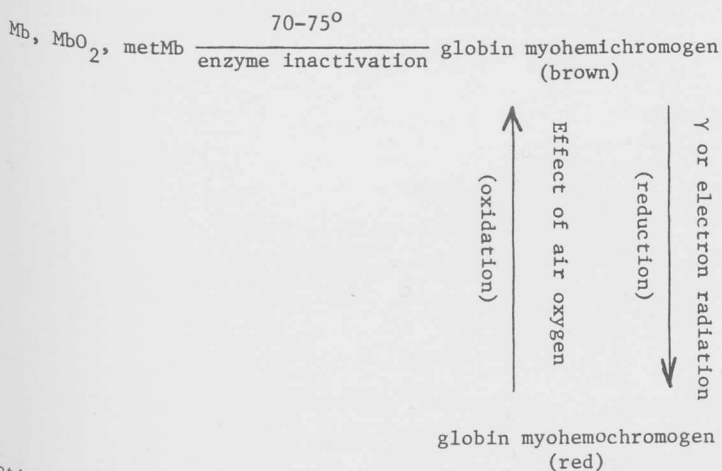 70-75°
Mb, MbO2, metMb
enzyme inactivation
globin myohemichromogen
(brown)
Effect of air oxygen
(oxidation)
γ or electron radiation
(reduction)
globin myohemochromogen
(red)